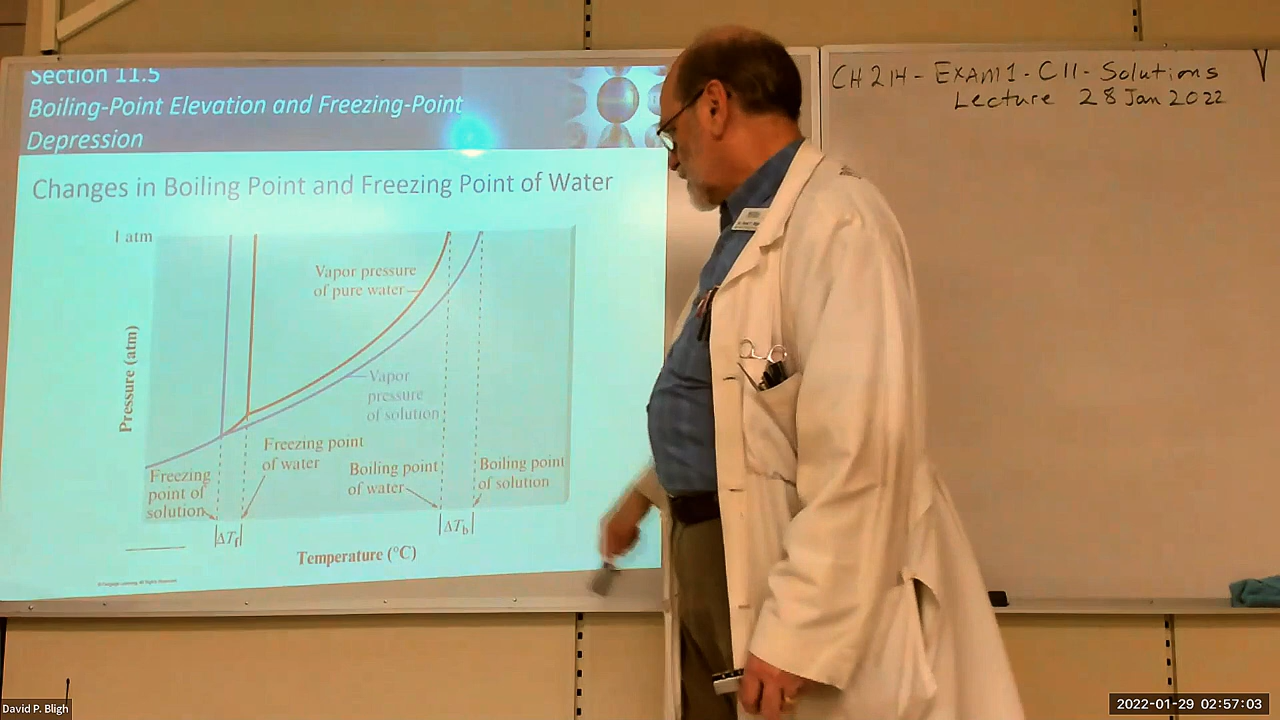 Section 11.5
Boiling-Point Elevation and Freezing-Point
Depression
Changes in Boiling Point and Freezing Point of Water
1 atm
Vapor pressure
of pure water
Pressure (atm)
Vapor
pressure
of solution
Freezing point
of water
Freezing
point of
solution
Boiling point
of water
Boiling point
of solution
ΔTf
ΔTb
Temperature (°C)
CH 214 - EXAM 1 - C11 - Solutions
Lecture 28 Jan 2022
David P. Bligh
2022-01-29 02:57:03